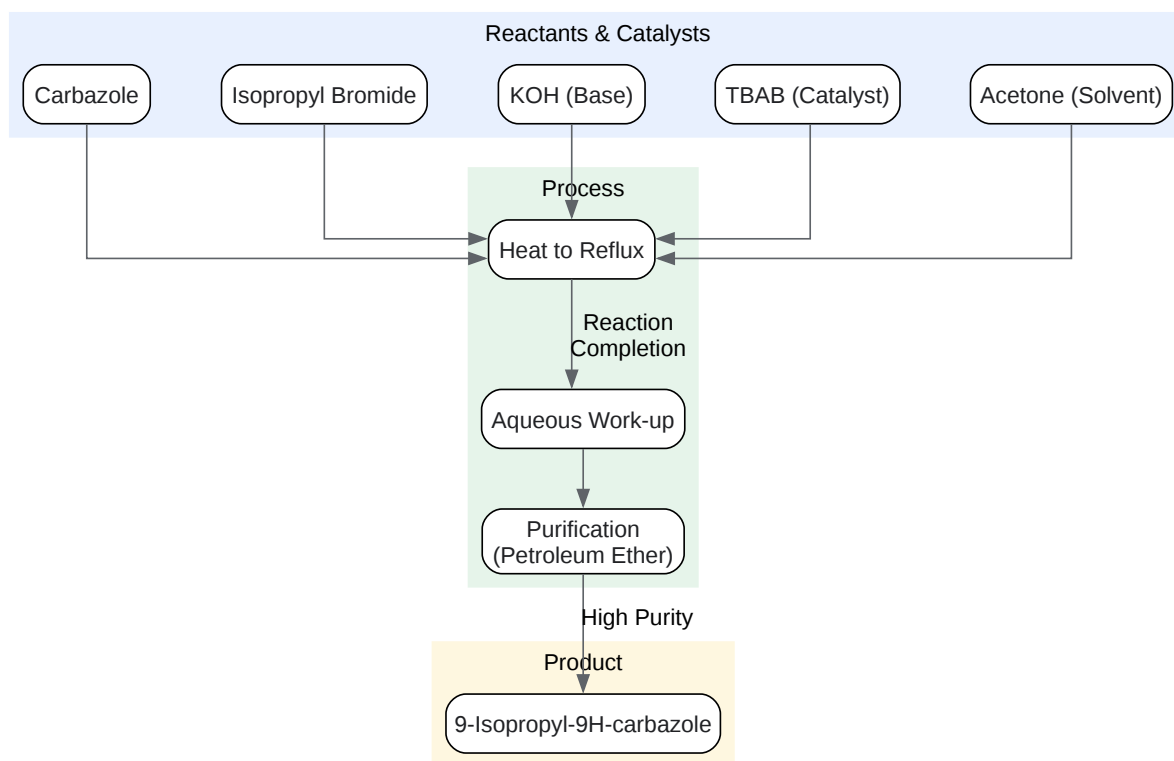 Reactants & Catalysts
Carbazole
Isopropyl Bromide
KOH (Base)
TBAB (Catalyst)
Acetone (Solvent)
Process
Heat to Reflux
Reaction
Completion
Aqueous Work-up
Purification
(Petroleum Ether)
High Purity
Product
9-Isopropyl-9H-carbazole